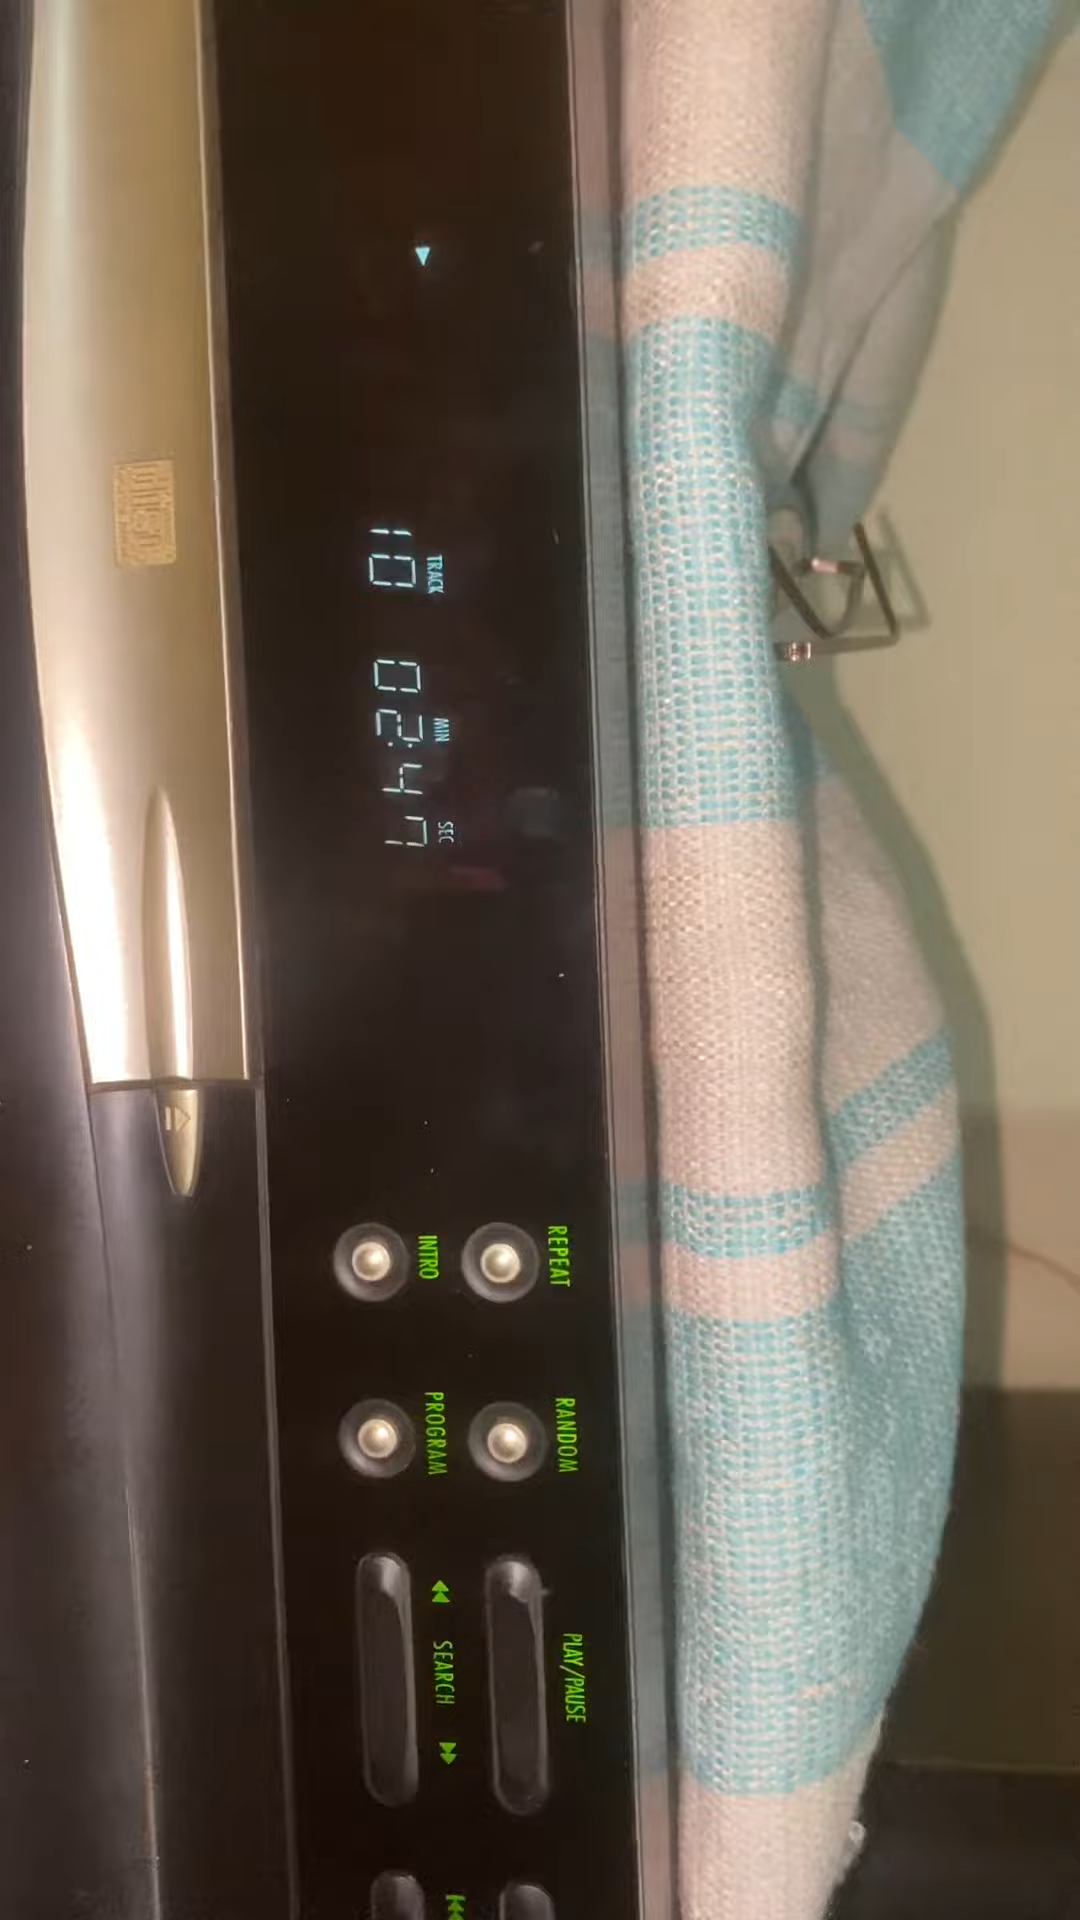 TRACK MIN SEC
10 02:47
REPEAT RANDOM PLAY/PAUSE
INTRO PROGRAM SEARCH